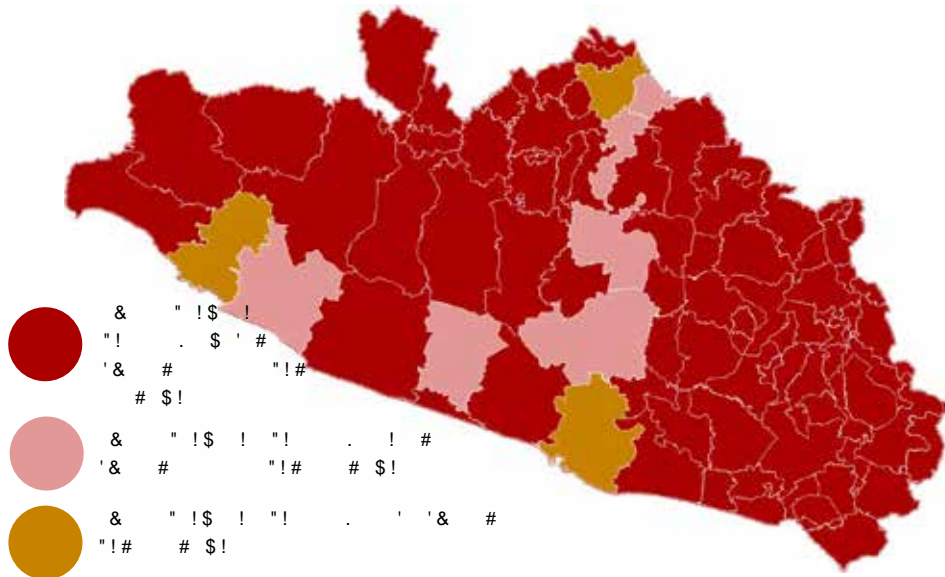 & " !$ !
"! . $ ' #
'& # "!#
# $!
& " !$ ! "! . ! #
'& # "!# # $!
& " !$ ! "! . ' '& #
"!# # $!